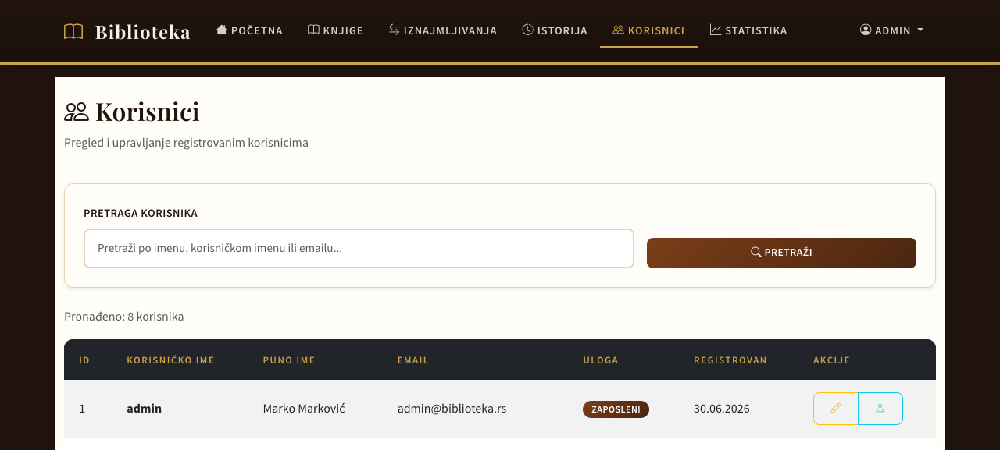 Biblioteka POČETNA KNJIGE IZNAJMLJIVANJA ISTORIJA KORISNICI STATISTIKA ADMIN
Korisnici
Pregled i upravljanje registrovanim korisnicima
PRETRAGA KORISNIKA
Pretraži po imenu, korisničkom imenu ili emailu...
PRETRAŽI
Pronađeno: 8 korisnika
ID KORISNIČKO IME PUNO IME EMAIL ULOGA REGISTROVAN AKCIJE
1 admin Marko Marković admin@biblioteka.rs ZAPOSLENI 30.06.2026